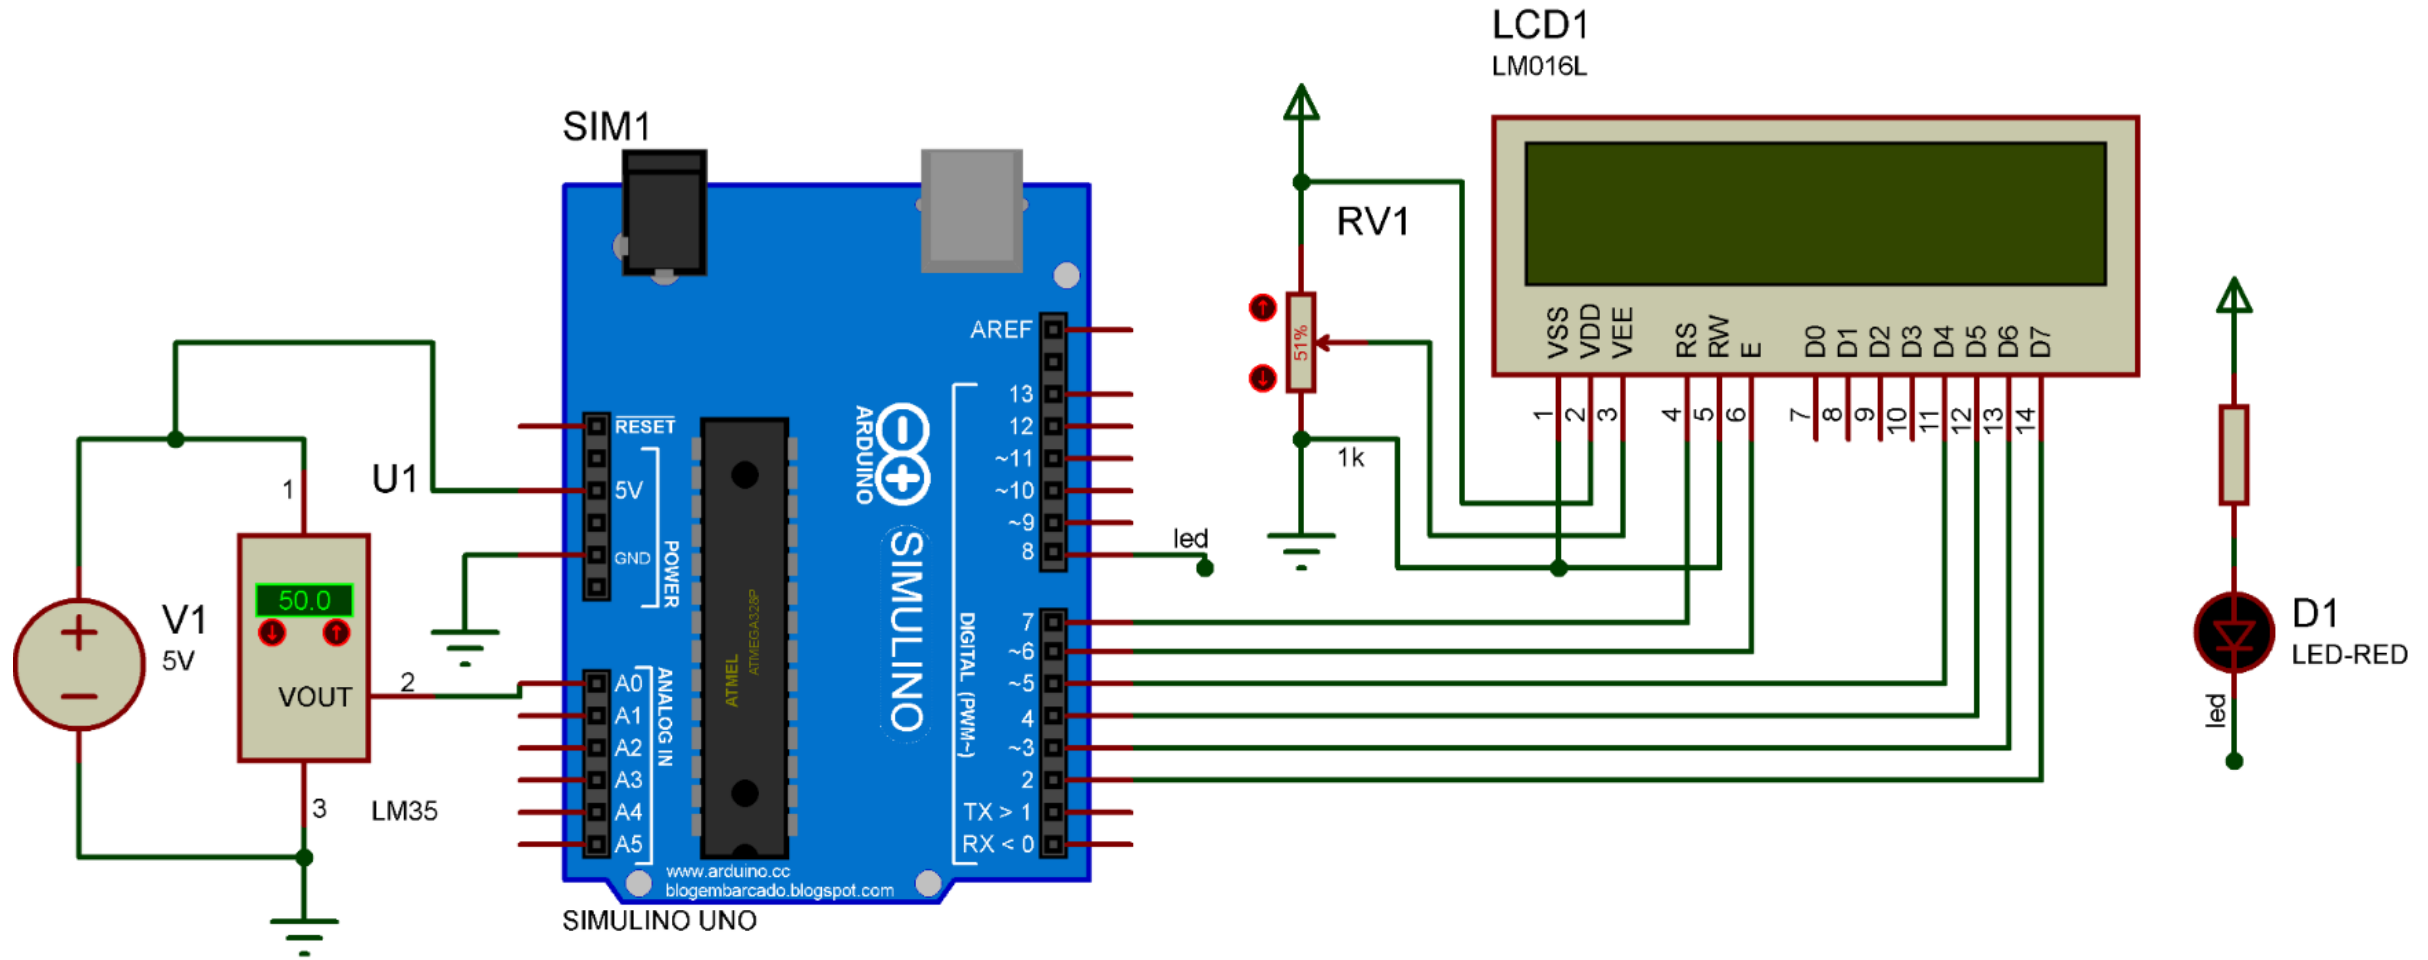 LCD1
LM016L
SIM1
RV1
51%
1k
VSS
VDD
VEE
RS
RW
E
D0
D1
D2
D3
D4
D5
D6
D7
1
2
3
4
5
6
7
8
9
10
11
12
13
14
AREF
13
12
~11
~10
~9
8
led
7
~6
~5
4
~3
2
TX > 1
RX < 0
DIGITAL (PWM~)
ARDUINO
SIMULINO
RESET
5V
GND
POWER
A0
A1
A2
A3
A4
A5
ANALOG IN
ATMEL
ATMEGA328P
www.arduino.cc
blogembarcado.blogspot.com
SIMULINO UNO
U1
1
50.0
VOUT
2
3
LM35
V1
5V
D1
LED-RED
led